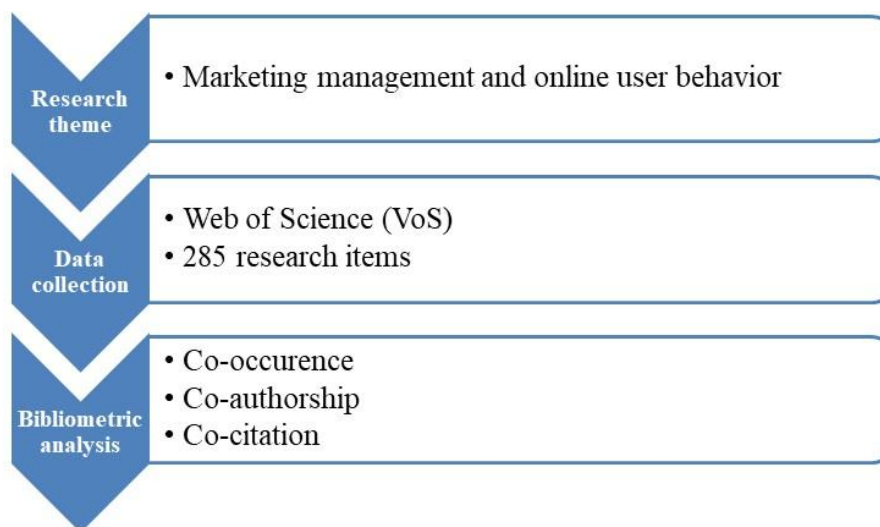 Research
theme
• Marketing management and online user behavior
Data
collection
• Web of Science (VoS)
• 285 research items
Bibliometric
analysis
• Co-occurence
• Co-authorship
• Co-citation